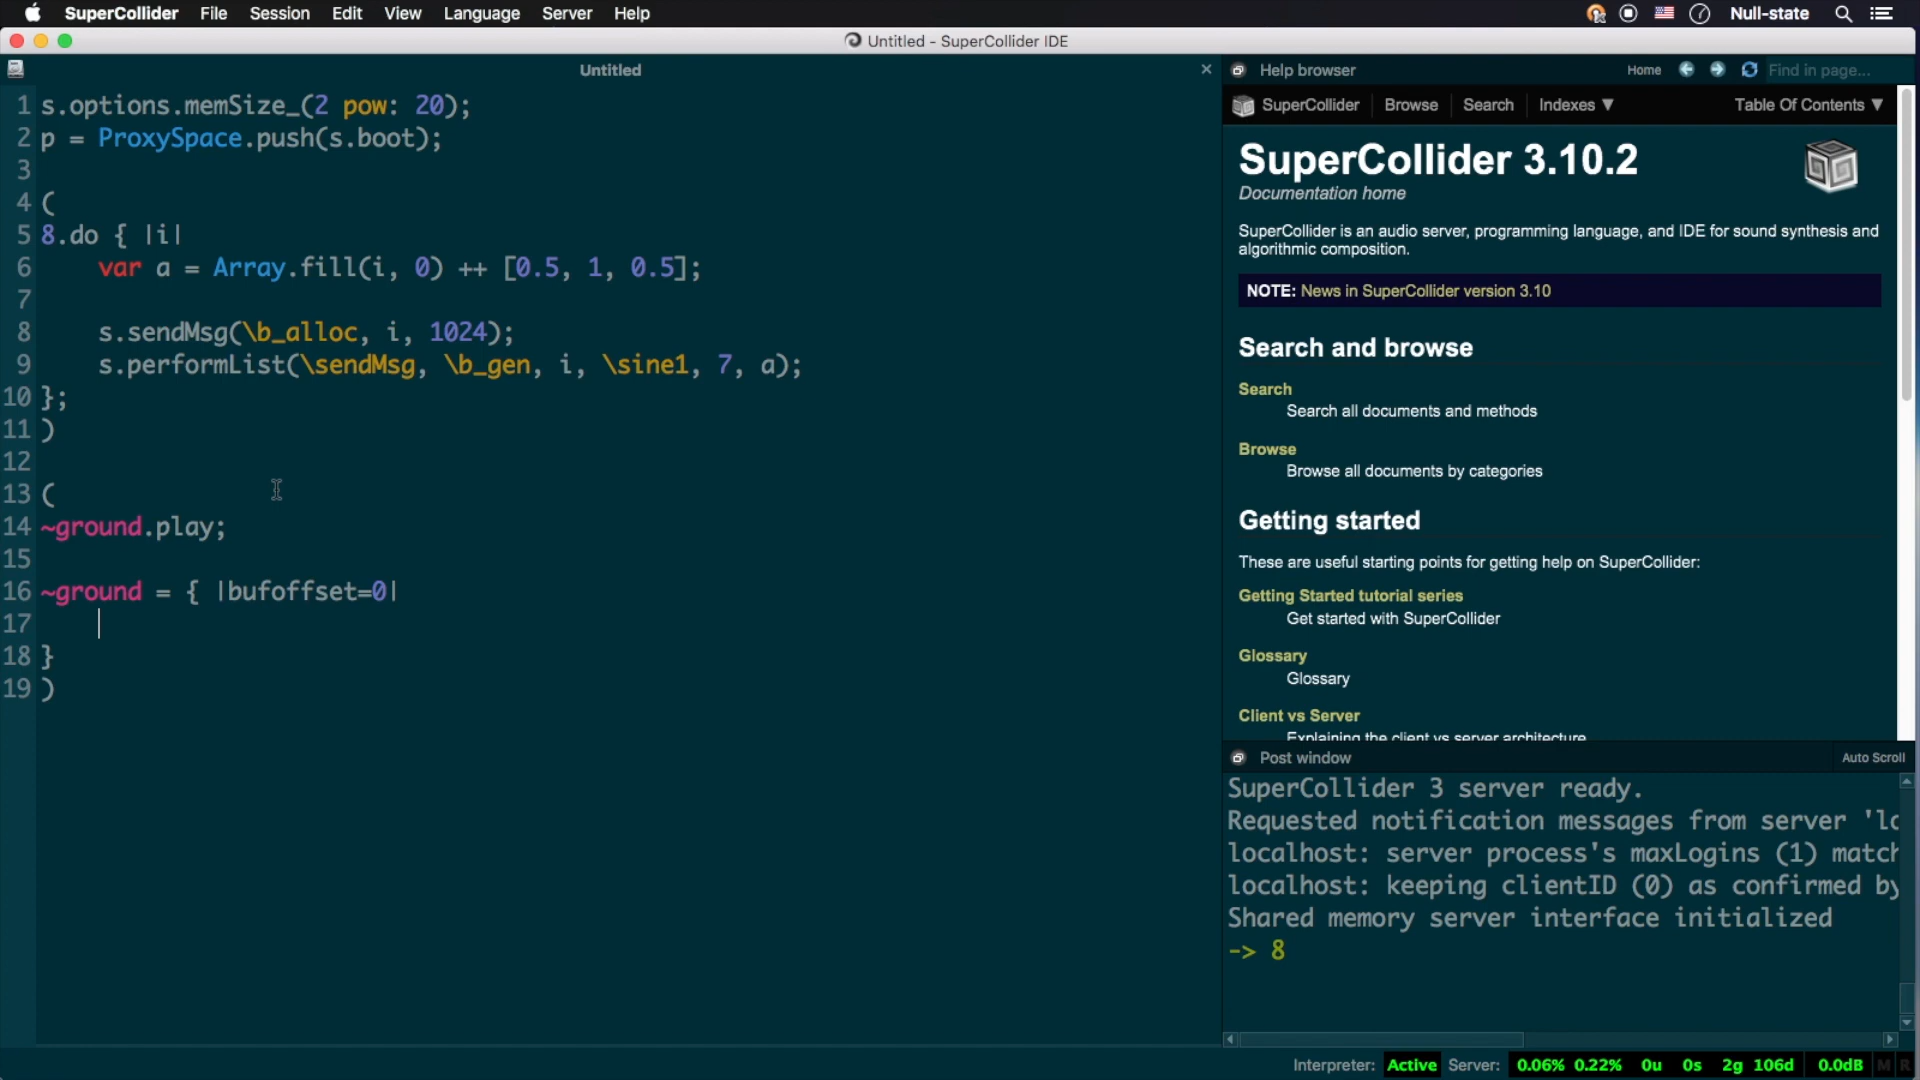 SuperCollider File Session Edit View Language Server Help Null-state
Untitled - SuperCollider IDE
Untitled
1 s.options.memSize_(2 pow: 20);
2 p = ProxySpace.push(s.boot);
3
4 (
5 8.do { |i|
6 var a = Array.fill(i, 0) ++ [0.5, 1, 0.5];
7
8 s.sendMsg(\b_alloc, i, 1024);
9 s.performList(\sendMsg, \b_gen, i, \sine1, 7, a);
10 };
11 )
12
13 (
14 ~ground.play;
15
16 ~ground = { |bufoffset=0|
17
18 }
19 )
Help browser Home Find in page...
SuperCollider Browse Search Indexes ▼ Table Of Contents ▼
SuperCollider 3.10.2
Documentation home
SuperCollider is an audio server, programming language, and IDE for sound synthesis and
algorithmic composition.
NOTE: News in SuperCollider version 3.10
Search and browse
Search
Search all documents and methods
Browse
Browse all documents by categories
Getting started
These are useful starting points for getting help on SuperCollider:
Getting Started tutorial series
Get started with SuperCollider
Glossary
Glossary
Client vs Server
Explaining the client vs server architecture
Post window Auto Scroll
SuperCollider 3 server ready.
Requested notification messages from server 'lo
localhost: server process's maxLogins (1) match
localhost: keeping clientID (0) as confirmed by
Shared memory server interface initialized
-> 8
Interpreter: Active Server: 0.06% 0.22% 0u 0s 2g 106d 0.0dB M R